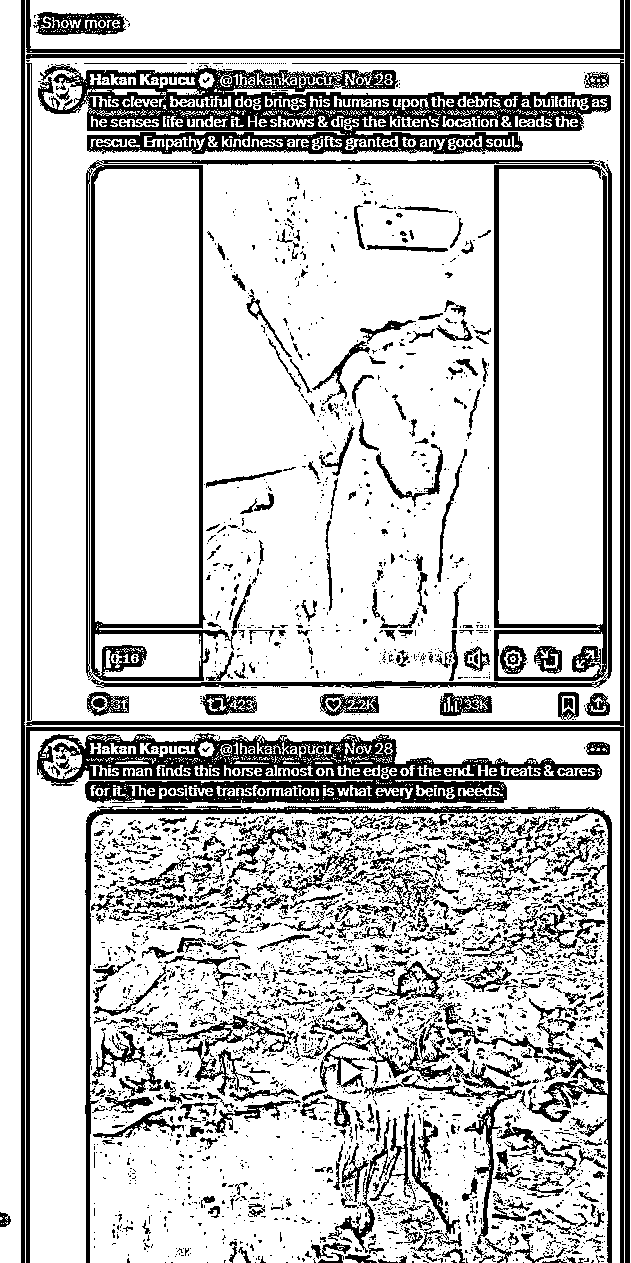 Show more
Hakan Kapucu @1hakankapucu · Nov 28
This clever, beautiful dog brings his humans upon the debris of a building as
he senses life under it. He shows & digs the kitten's location & leads the
rescue. Empathy & kindness are gifts granted to any good soul.
0:16
31 423 2.2K 33K
Hakan Kapucu @1hakankapucu · Nov 28
This man finds this horse almost on the edge of the end. He treats & cares
for it. The positive transformation is what every being needs.